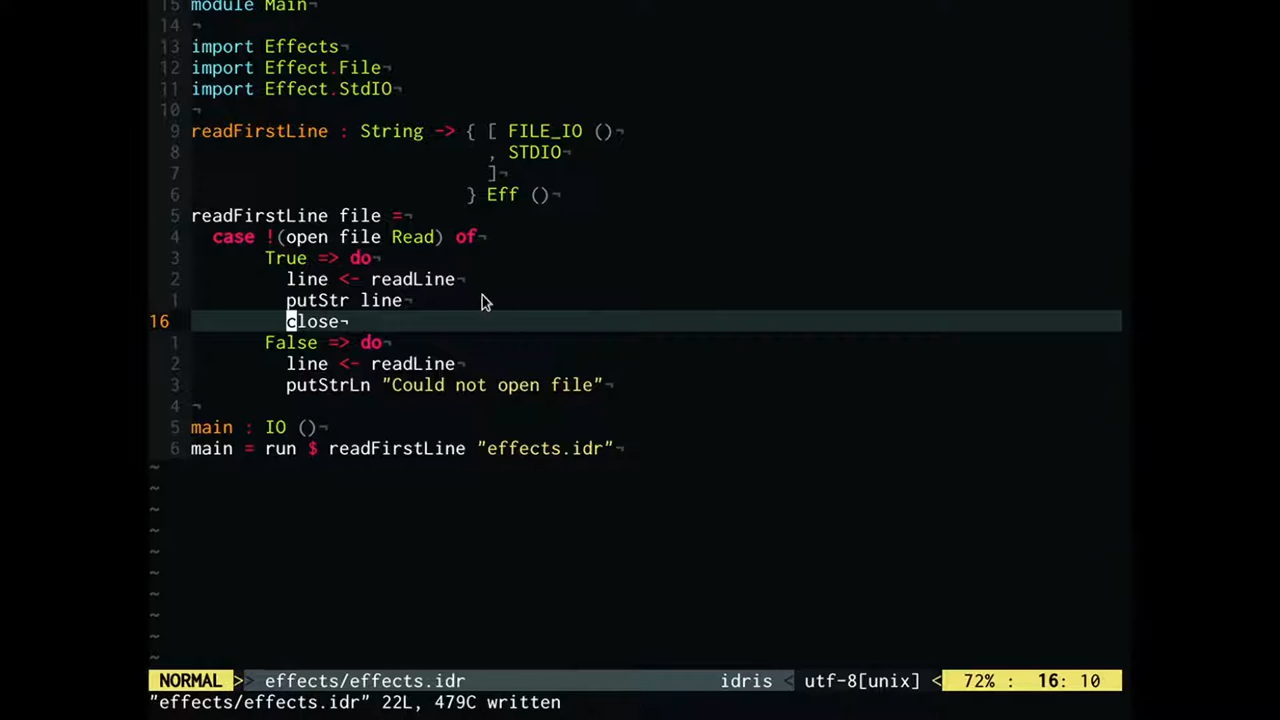 15 module Main¬
14 ¬
13 import Effects¬
12 import Effect.File¬
11 import Effect.StdIO¬
10 ¬
9 readFirstLine : String -> { [ FILE_IO ()¬
8 , STDIO¬
7 ]¬
6 } Eff ()¬
5 readFirstLine file =¬
4 case !(open file Read) of¬
3 True => do¬
2 line <- readLine¬
1 putStr line¬
16 close¬
1 False => do¬
2 line <- readLine¬
3 putStrLn "Could not open file"¬
4 ¬
5 main : IO ()¬
6 main = run $ readFirstLine "effects.idr"¬
~
~
~
~
~
~
~
~
~
~
NORMAL >> effects/effects.idr idris < utf-8[unix] < 72% : 16: 10
"effects/effects.idr" 22L, 479C written